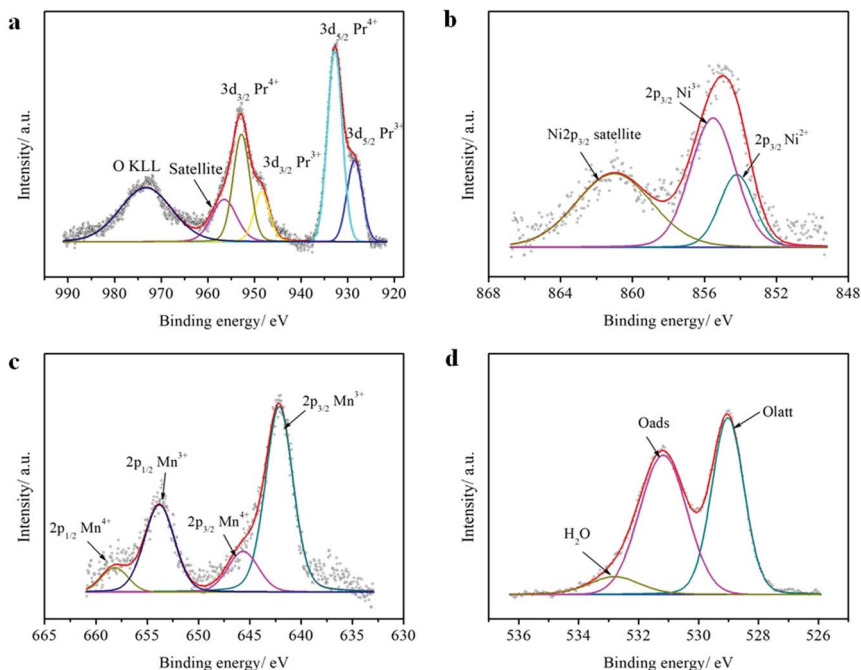 a
3d5/2 Pr4+
3d3/2 Pr4+
3d5/2 Pr3+
3d3/2 Pr3+
O KLL
Satellite
Intensity/ a.u.
990 980 970 960 950 940 930 920
Binding energy/ eV
b
2p3/2 Ni3+
Ni2p3/2 satellite
2p3/2 Ni2+
Intensity/ a.u.
868 864 860 856 852 848
Binding energy/ eV
c
2p3/2 Mn3+
2p1/2 Mn3+
2p3/2 Mn4+
2p1/2 Mn4+
Intensity/ a.u.
665 660 655 650 645 640 635 630
Binding energy/ eV
d
Oads
Olatt
H2O
Intensity/ a.u.
536 534 532 530 528 526
Binding energy/ eV